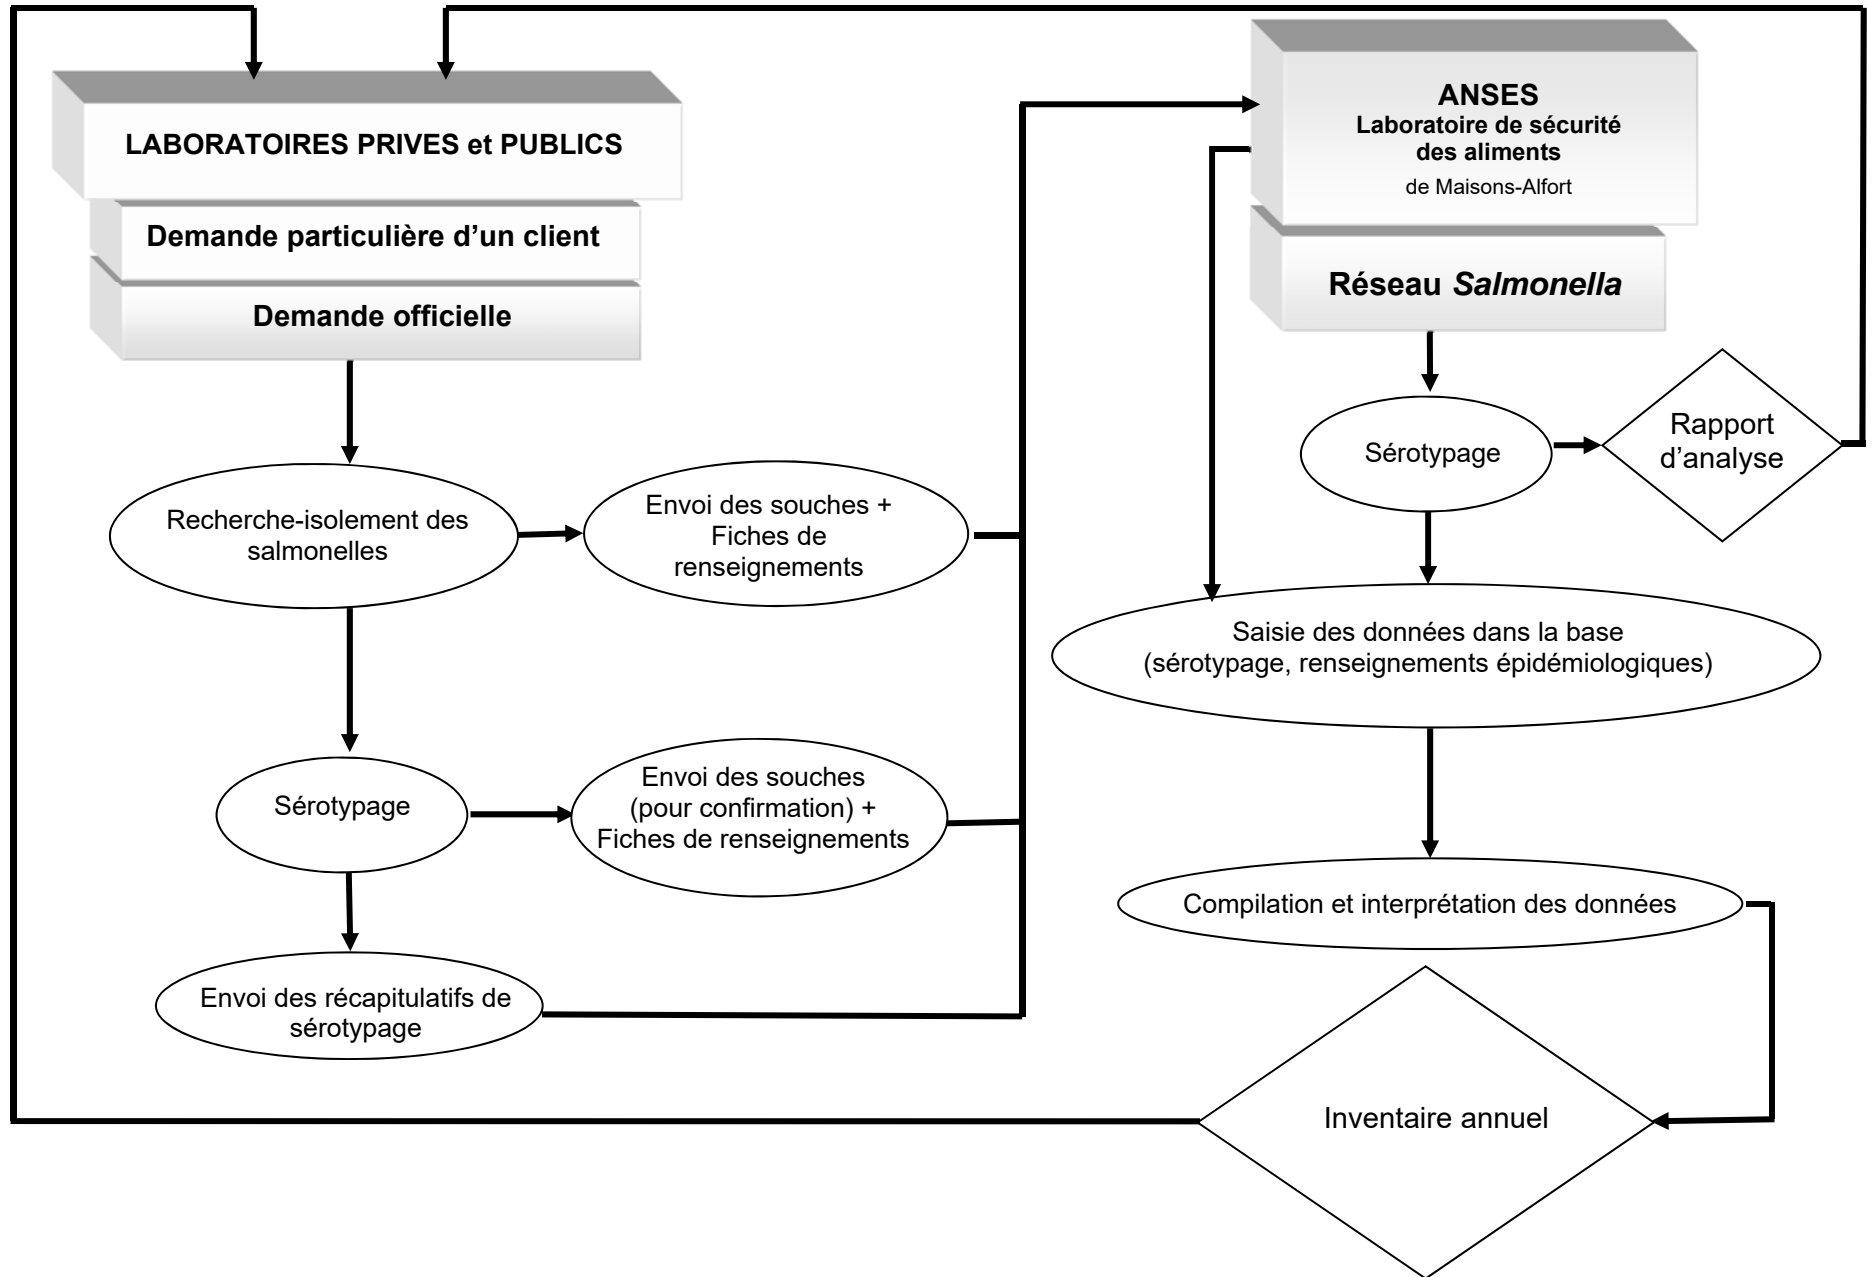 LABORATOIRES PRIVES et PUBLICS
Demande particulière d’un client
Demande officielle
Recherche-isolement des
salmonelles
Envoi des souches +
Fiches de
renseignements
Sérotypage
Envoi des souches
(pour confirmation) +
Fiches de renseignements
Envoi des récapitulatifs de
sérotypage
ANSES
Laboratoire de sécurité
des aliments
de Maisons-Alfort
Réseau Salmonella
Sérotypage
Rapport
d’analyse
Saisie des données dans la base
(sérotypage, renseignements épidémiologiques)
Compilation et interprétation des données
Inventaire annuel